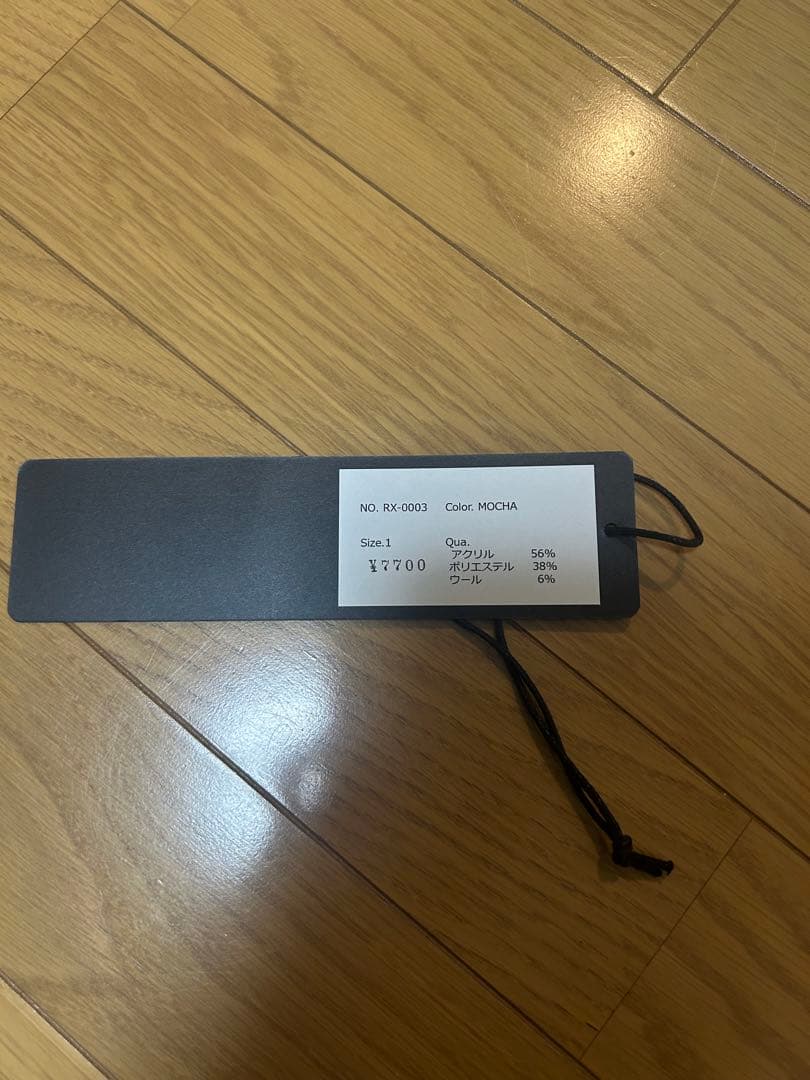 NO. RX-0003 Color. MOCHA
Size.1 Qua.
アクリル 56%
¥7700 ポリエステル 38%
ウール 6%